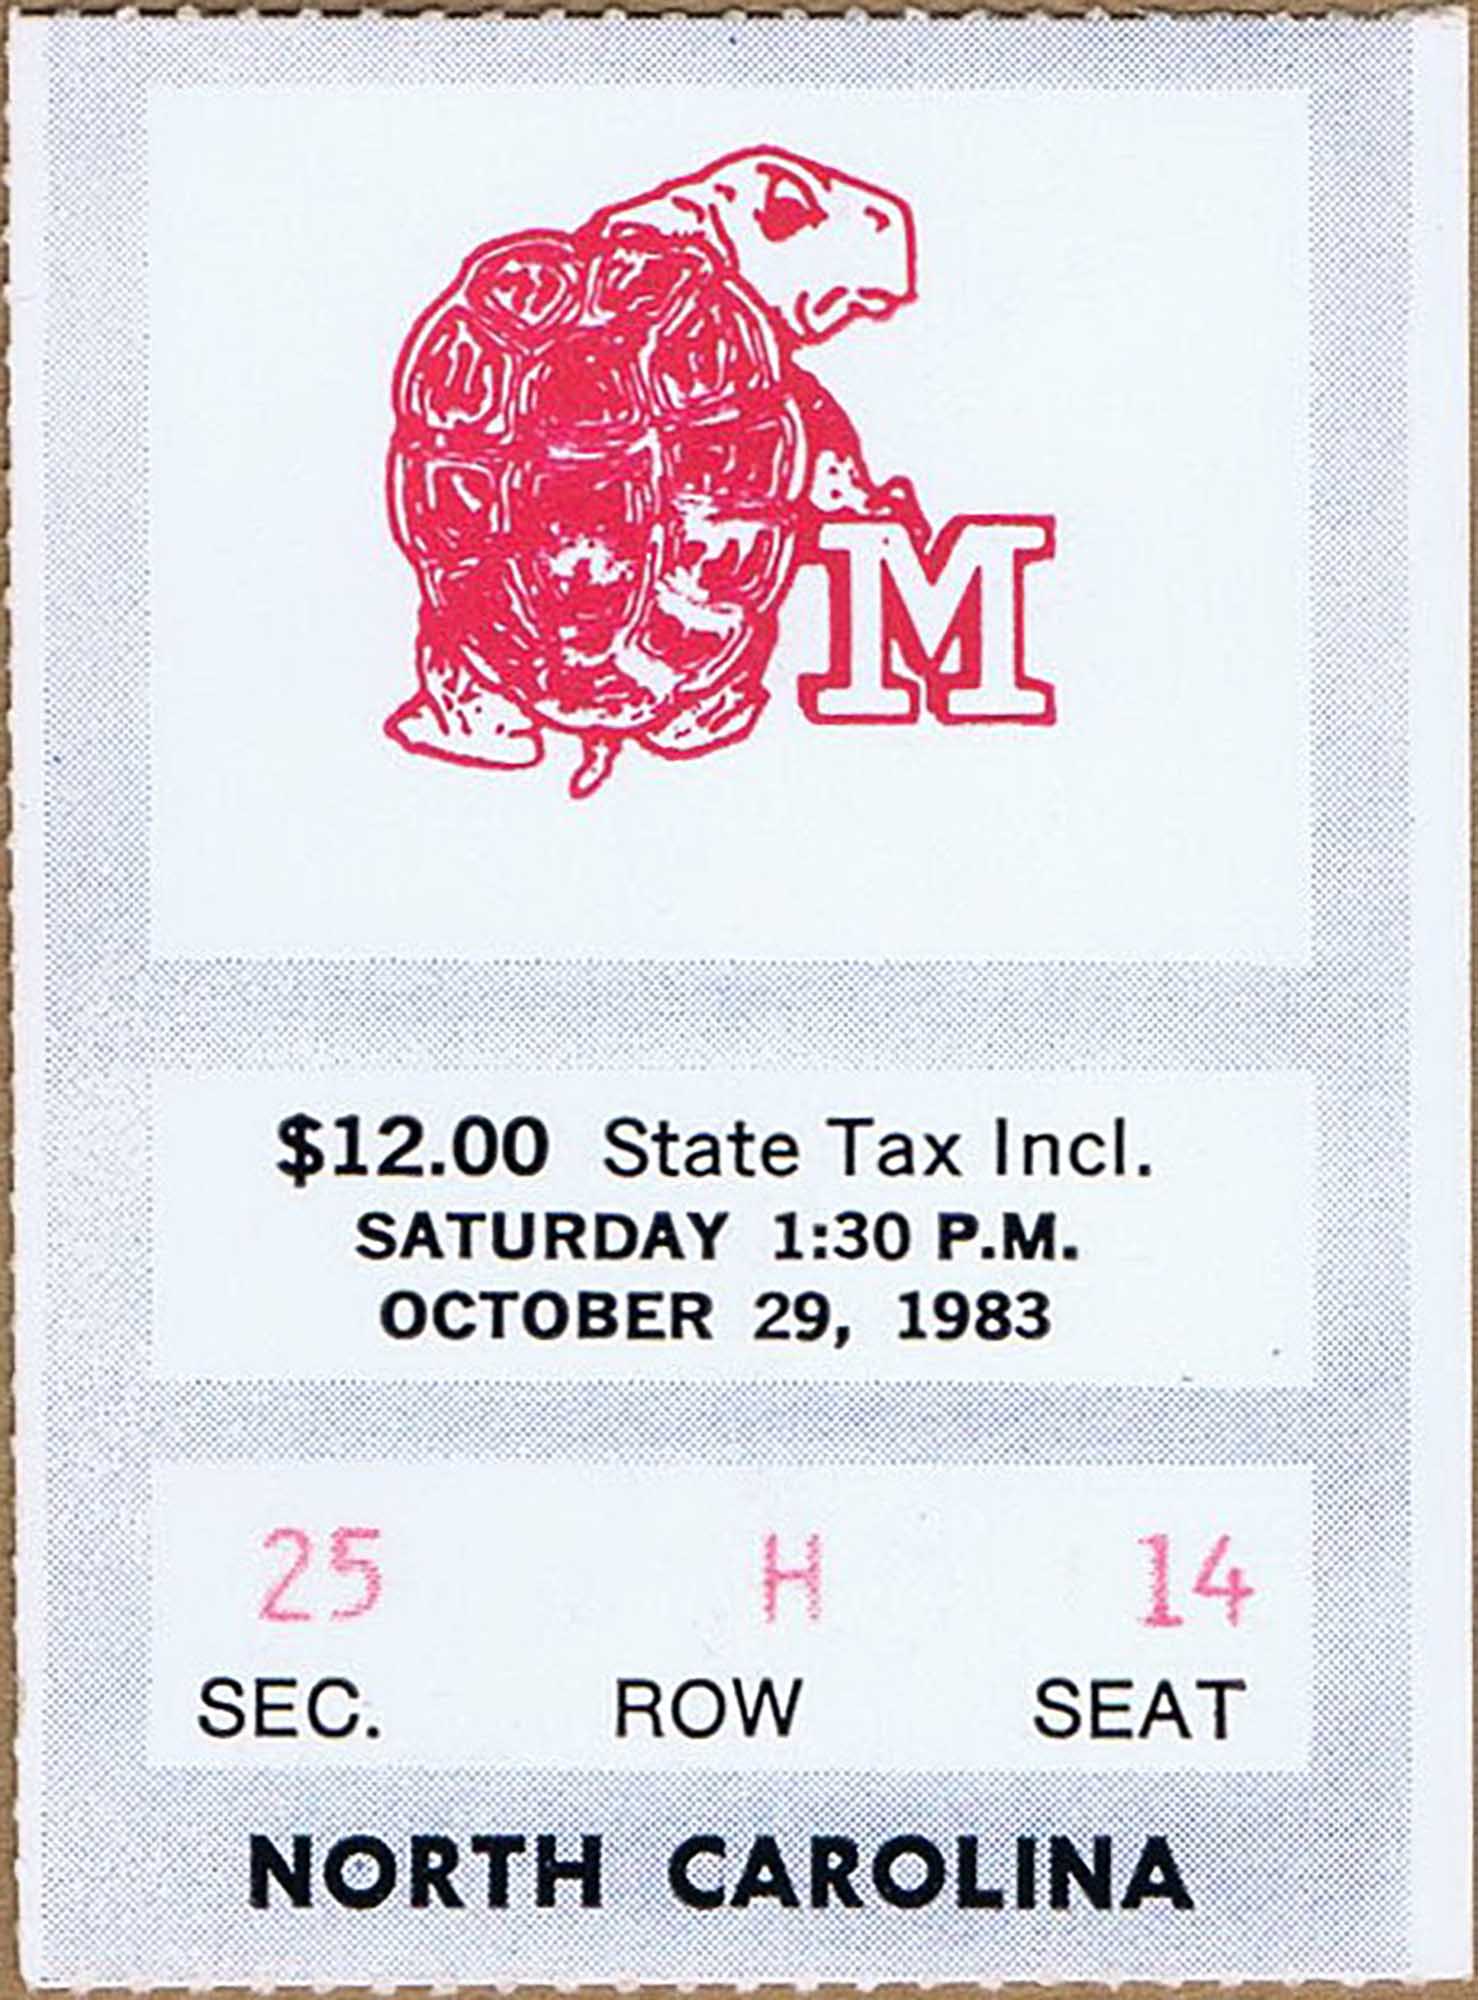 M
$12.00 State Tax Incl.
SATURDAY 1:30 P.M.
OCTOBER 29, 1983
25 H 14
SEC. ROW SEAT
NORTH CAROLINA